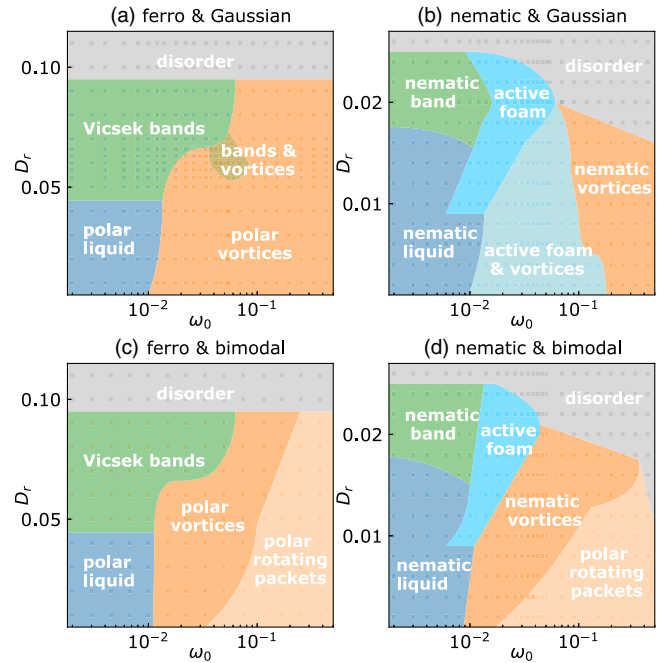 (a) ferro & Gaussian
(b) nematic & Gaussian
0.10
0.05
D_r
disorder
Vicsek bands
bands &
vortices
polar
liquid
polar
vortices
10⁻²
10⁻¹
ω₀
0.02
0.01
D_r
nematic
band
active
foam
disorder
nematic
vortices
nematic
liquid
active foam
& vortices
10⁻²
10⁻¹
ω₀
(c) ferro & bimodal
(d) nematic & bimodal
0.10
0.05
D_r
disorder
Vicsek bands
polar
vortices
polar
liquid
polar
rotating
packets
10⁻²
10⁻¹
ω₀
0.02
0.01
D_r
nematic
band
active
foam
disorder
nematic
vortices
nematic
liquid
polar
rotating
packets
10⁻²
10⁻¹
ω₀